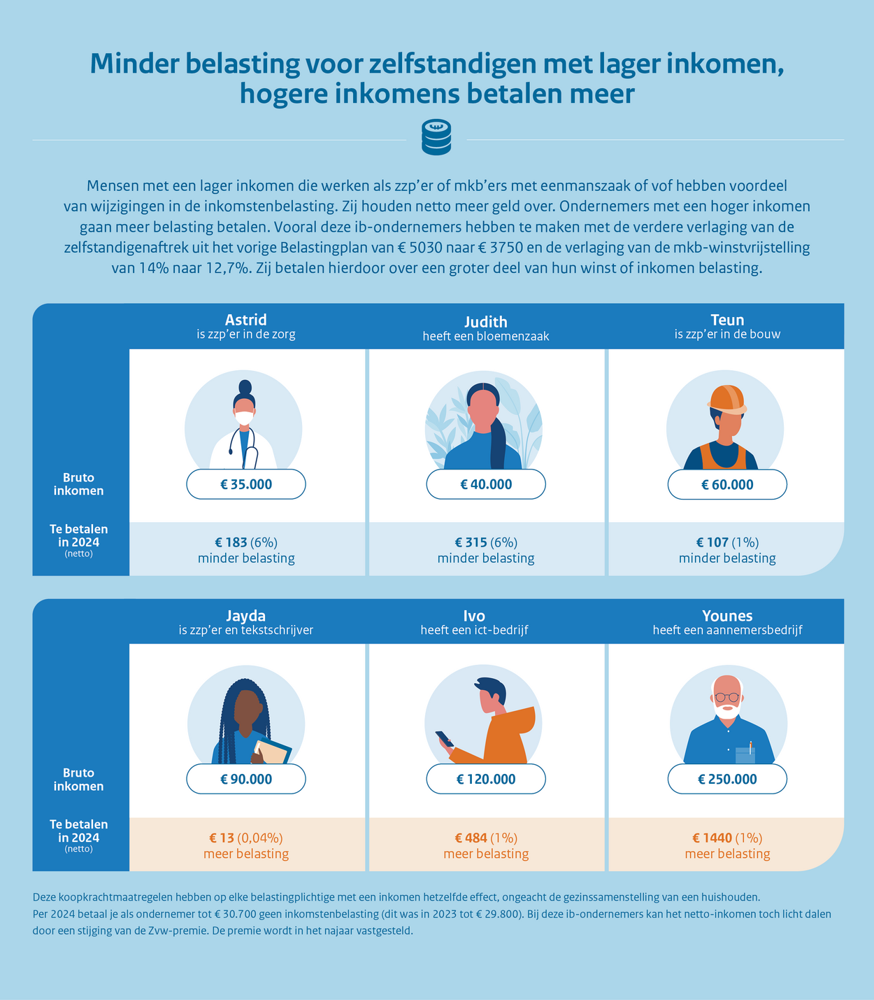 Minder belasting voor zelfstandigen met lager inkomen,
hogere inkomens betalen meer
Mensen met een lager inkomen die werken als zzp’er of mkb’ers met eenmanszaak of vof hebben voordeel
van wijzigingen in de inkomstenbelasting. Zij houden netto meer geld over. Ondernemers met een hoger inkomen
gaan meer belasting betalen. Vooral deze ib-ondernemers hebben te maken met de verdere verlaging van de
zelfstandigenaftrek uit het vorige Belastingplan van € 5030 naar € 3750 en de verlaging van de mkb-winstvrijstelling
van 14% naar 12,7%. Zij betalen hierdoor over een groter deel van hun winst of inkomen belasting.
Astrid
is zzp’er in de zorg
Judith
heeft een bloemenzaak
Teun
is zzp’er in de bouw
Bruto
inkomen
€ 35.000
€ 40.000
€ 60.000
Te betalen
in 2024
(netto)
€ 183 (6%)
minder belasting
€ 315 (6%)
minder belasting
€ 107 (1%)
minder belasting
Jayda
is zzp’er en tekstschrijver
Ivo
heeft een ict-bedrijf
Younes
heeft een aannemersbedrijf
Bruto
inkomen
€ 90.000
€ 120.000
€ 250.000
Te betalen
in 2024
(netto)
€ 13 (0,04%)
meer belasting
€ 484 (1%)
meer belasting
€ 1440 (1%)
meer belasting
Deze koopkrachtmaatregelen hebben op elke belastingplichtige met een inkomen hetzelfde effect, ongeacht de gezinssamenstelling van een huishouden.
Per 2024 betaal je als ondernemer tot € 30.700 geen inkomstenbelasting (dit was in 2023 tot € 29.800). Bij deze ib-ondernemers kan het netto-inkomen toch licht dalen
door een stijging van de Zvw-premie. De premie wordt in het najaar vastgesteld.